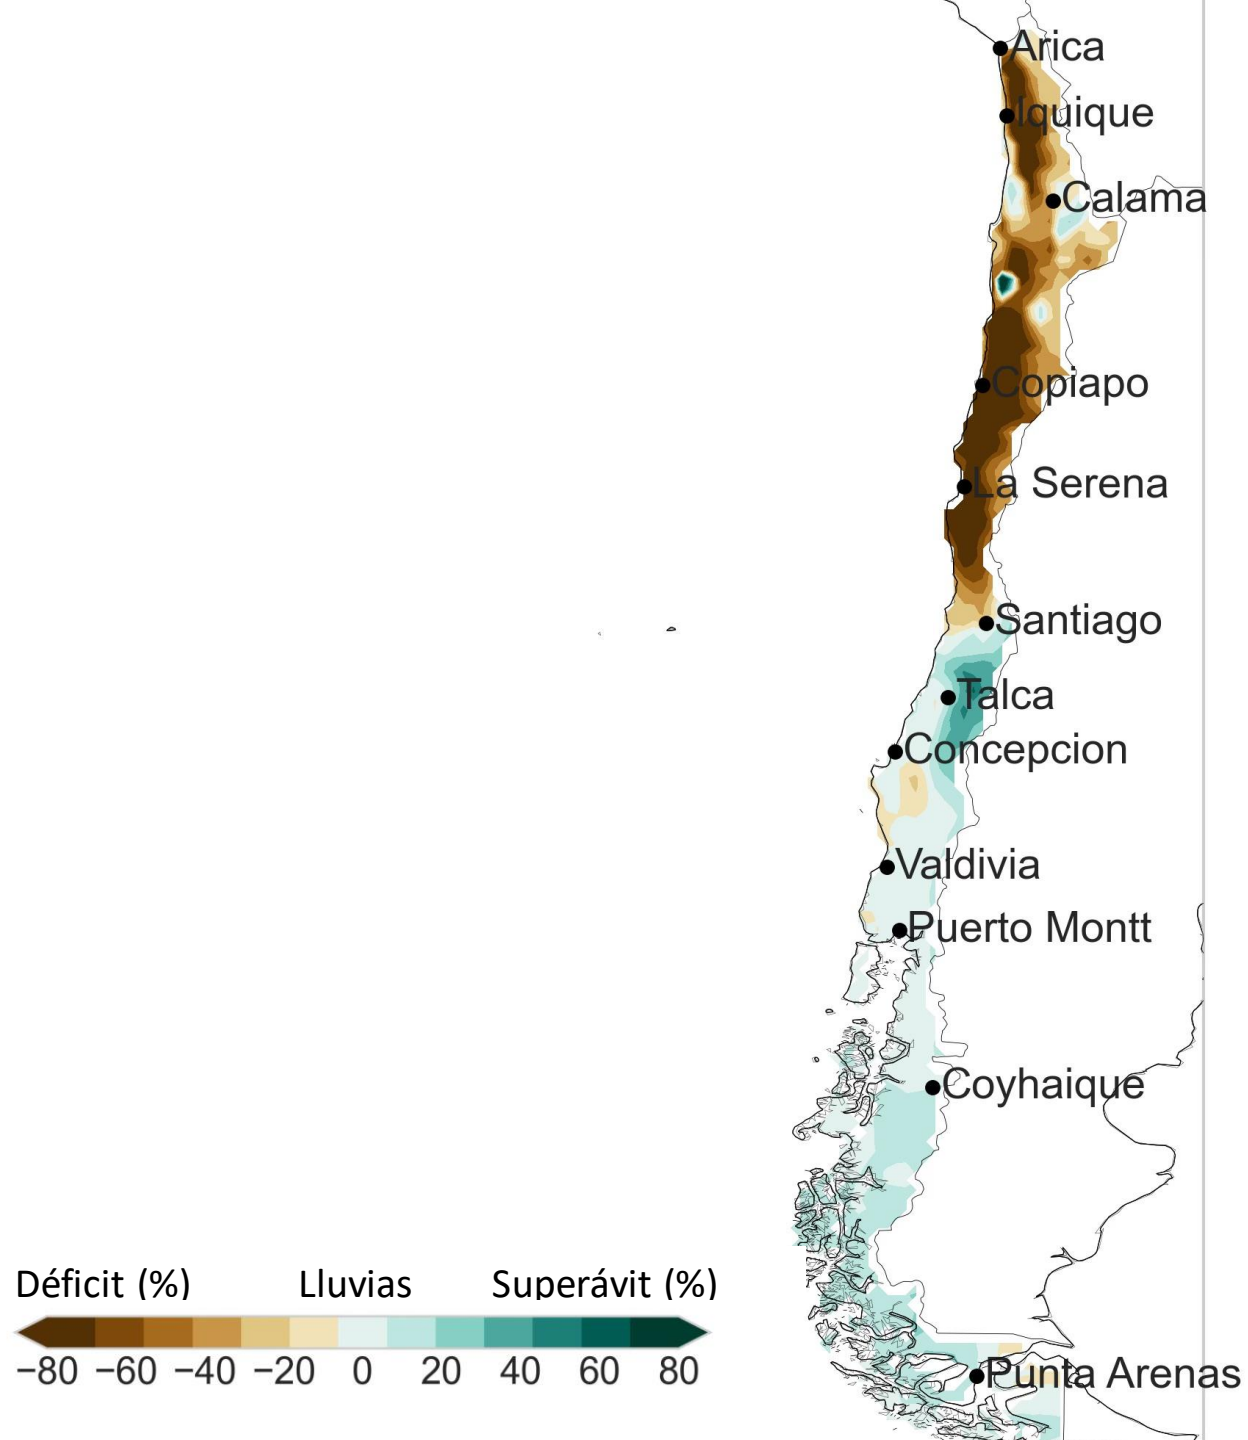 Arica
Iquique
Calama
Copiapo
La Serena
Santiago
Talca
Concepcion
Valdivia
Puerto Montt
Coyhaique
Déficit (%) Lluvias Superávit (%)
−80 −60 −40 −20 0 20 40 60 80
Punta Arenas